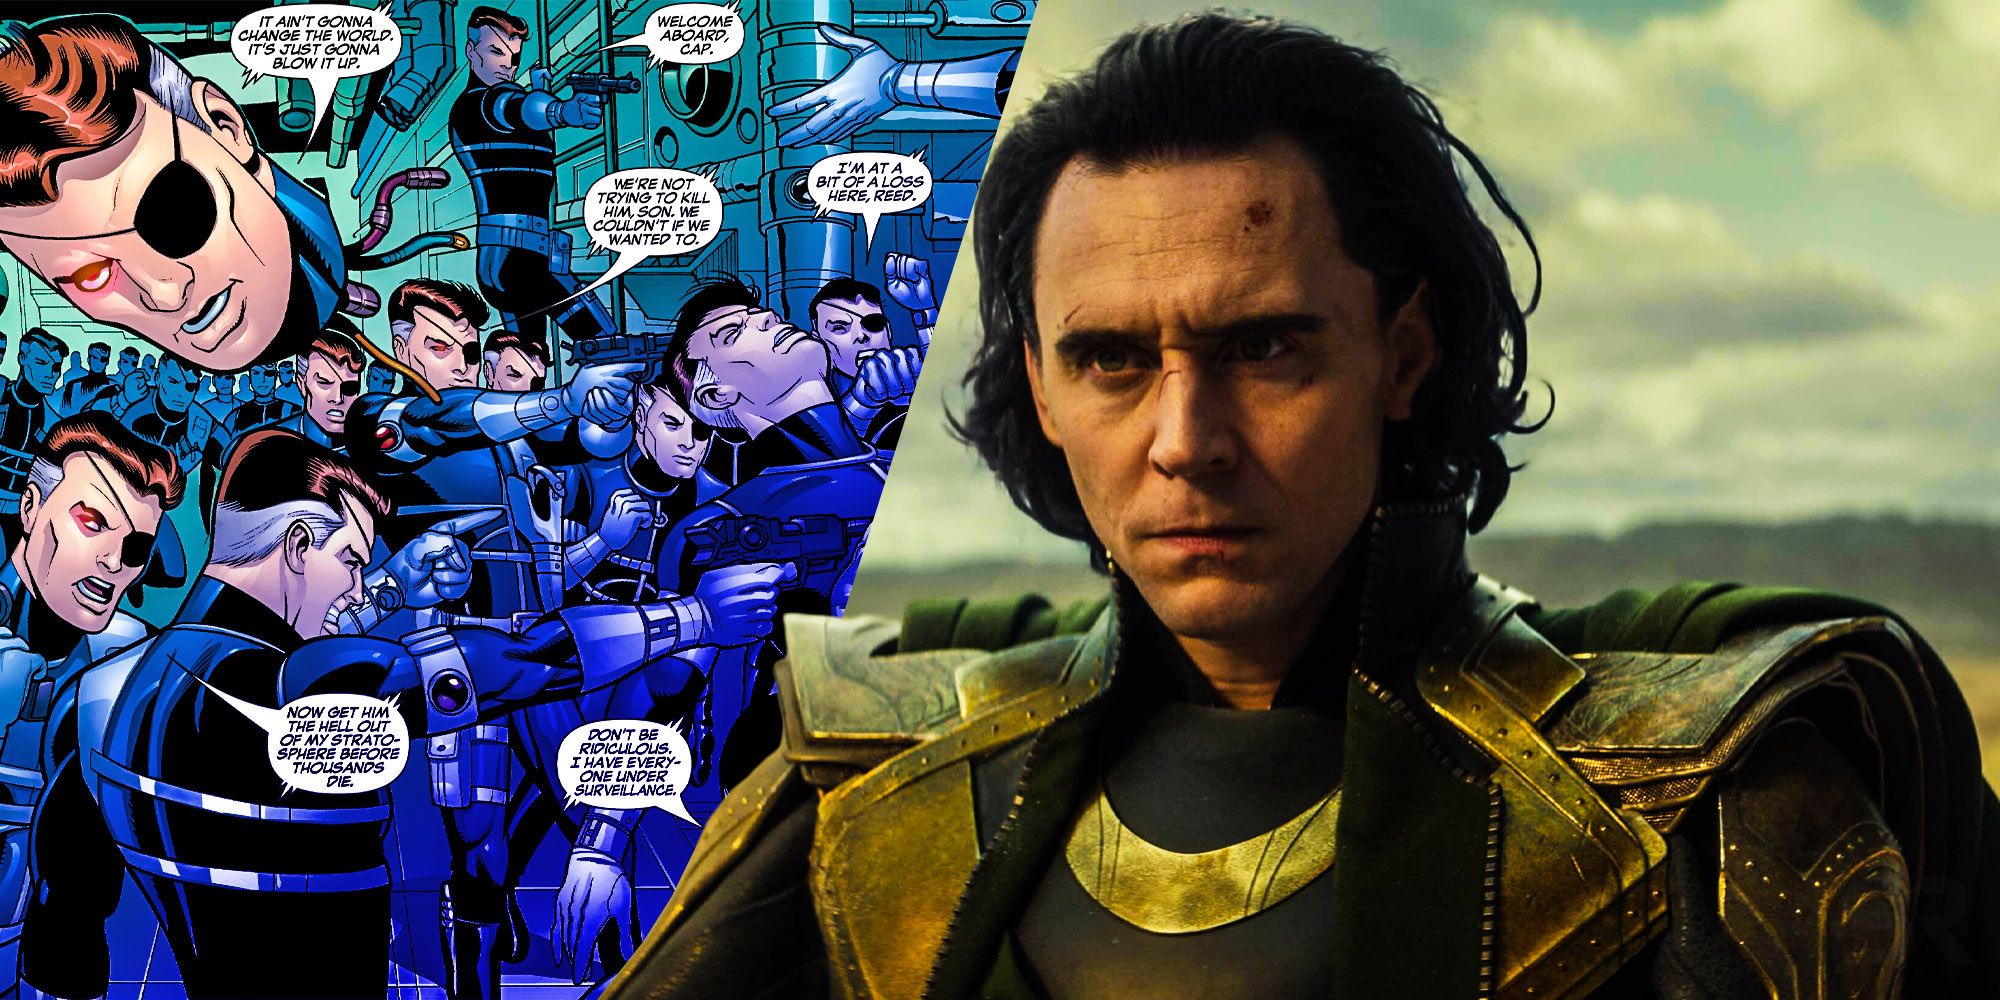 IT AIN'T GONNA
CHANGE THE WORLD.
IT'S JUST GONNA
BLOW IT UP.
WELCOME
ABOARD,
CAP.
WE'RE NOT
TRYING TO KILL
HIM, SON. WE
COULDN'T IF WE
WANTED TO.
I'M AT A
BIT OF A LOSS
HERE, REED.
NOW GET HIM
THE HELL OUT
OF MY STRATO-
SPHERE BEFORE
THOUSANDS
DIE.
DON'T BE
RIDICULOUS.
I HAVE EVERY-
ONE UNDER
SURVEILLANCE.